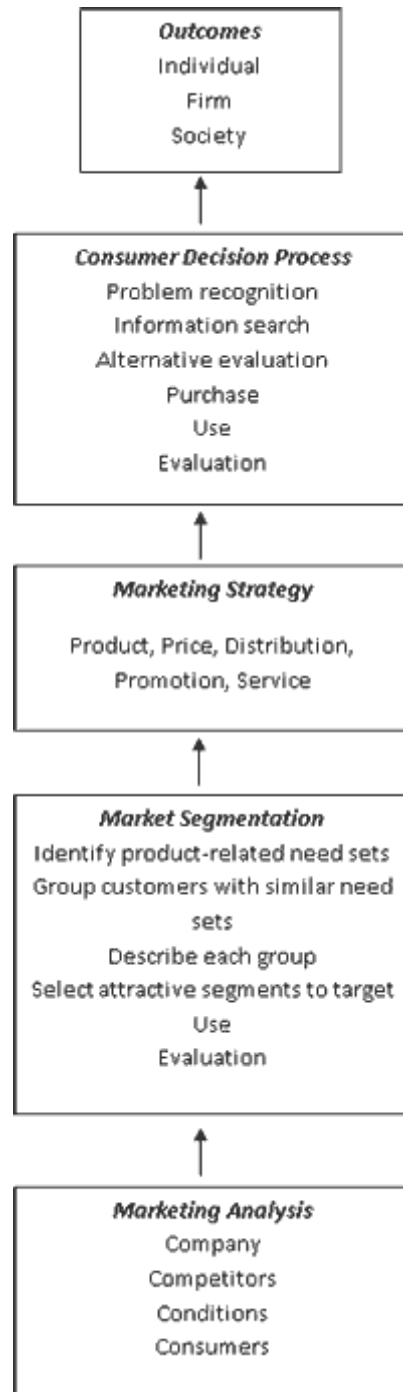 Outcomes
Individual
Firm
Society
Consumer Decision Process
Problem recognition
Information search
Alternative evaluation
Purchase
Use
Evaluation
Marketing Strategy
Product, Price, Distribution,
Promotion, Service
Market Segmentation
Identify product-related need sets
Group customers with similar need
sets
Describe each group
Select attractive segments to target
Use
Evaluation
Marketing Analysis
Company
Competitors
Conditions
Consumers